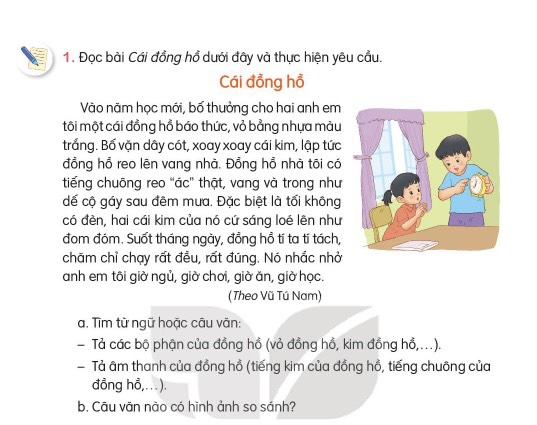 1. Đọc bài Cái đồng hồ dưới đây và thực hiện yêu cầu.
Cái đồng hồ
Vào năm học mới, bố thưởng cho hai anh em
tôi một cái đồng hồ báo thức, vỏ bằng nhựa màu
trắng. Bố vặn dây cót, xoay xoay cái kim, lập tức
đồng hồ reo lên vang nhà. Đồng hồ nhà tôi có
tiếng chuông reo “ác” thật, vang và trong như
dế cộ gáy sau đêm mưa. Đặc biệt là tối không
có đèn, hai cái kim của nó cứ sáng loé lên như
đom đóm. Suốt tháng ngày, đồng hồ tí ta tí tách,
chăm chỉ chạy rất đều, rất đúng. Nó nhắc nhở
anh em tôi giờ ngủ, giờ chơi, giờ ăn, giờ học.
(Theo Vũ Tú Nam)
a. Tìm từ ngữ hoặc câu văn:
– Tả các bộ phận của đồng hồ (vỏ đồng hồ, kim đồng hồ,...).
– Tả âm thanh của đồng hồ (tiếng kim của đồng hồ, tiếng chuông của
đồng hồ,...).
b. Câu văn nào có hình ảnh so sánh?